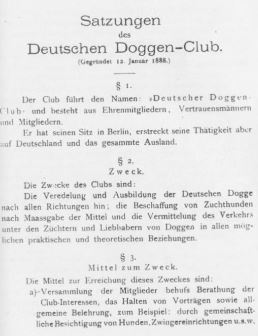 Satzungen
des
Deutschen Doggen-Club.
(Gegründet 12. Januar 1888.)
§ 1.
Der Club führt den Namen: »Deutscher Doggen-
Club« und besteht aus Ehrenmitgliedern, Vertrauensmännern
und Mitgliedern.
Er hat seinen Sitz in Berlin, erstreckt seine Thätigkeit aber
auf Deutschland und das gesammte Ausland.
§ 2.
Zweck.
Die Zwecke des Clubs sind:
Die Veredelung und Ausbildung der Deutschen Dogge
nach allen Richtungen hin; die Beschaffung von Zuchthunden
nach Maassgabe der Mittel und die Vermittelung des Verkehrs
unter den Züchtern und Liebhabern von Doggen in allen mög-
lichen praktischen und theoretischen Beziehungen.
§ 3.
Mittel zum Zweck.
Die Mittel zur Erreichung dieses Zweckes sind:
a) Versammlung der Mitglieder behufs Berathung der
Club-Interessen, das Halten von Vorträgen sowie all-
gemeine Belehrung, zum Beispiel: durch gemeinschaft-
liche Besichtigung von Hunden, Zwingereinrichtungen u.s.w.